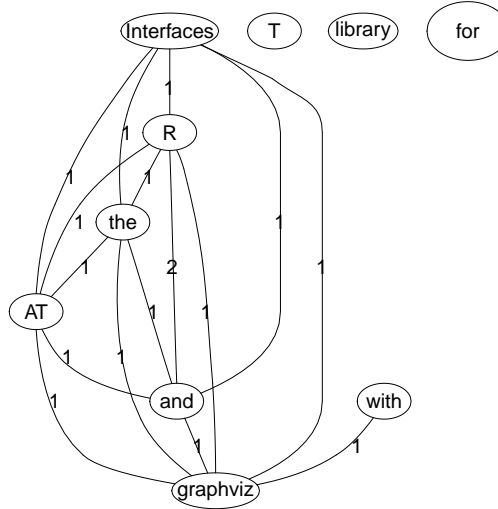 Interfaces T library for
1
1 R
1 1
1 the 1
1 2 1
AT 1 1
1 1
1 and with
1 1
graphviz